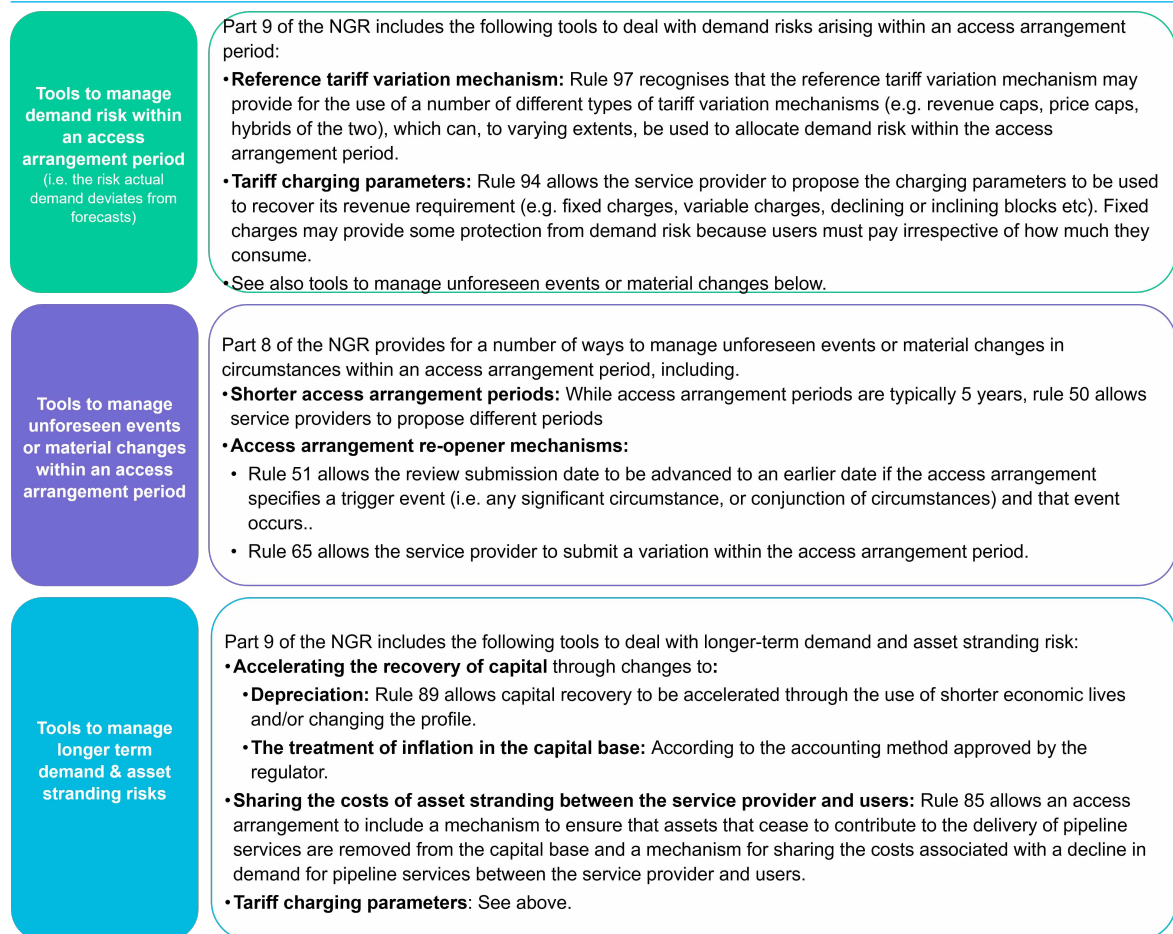 Tools to manage
demand risk within
an access
arrangement period
(i.e. the risk actual
demand deviates from
forecasts)
Part 9 of the NGR includes the following tools to deal with demand risks arising within an access arrangement
period:
•Reference tariff variation mechanism: Rule 97 recognises that the reference tariff variation mechanism may
provide for the use of a number of different types of tariff variation mechanisms (e.g. revenue caps, price caps,
hybrids of the two), which can, to varying extents, be used to allocate demand risk within the access
arrangement period.
•Tariff charging parameters: Rule 94 allows the service provider to propose the charging parameters to be used
to recover its revenue requirement (e.g. fixed charges, variable charges, declining or inclining blocks etc). Fixed
charges may provide some protection from demand risk because users must pay irrespective of how much they
consume.
•See also tools to manage unforeseen events or material changes below.
Tools to manage
unforeseen events
or material changes
within an access
arrangement period
Part 8 of the NGR provides for a number of ways to manage unforeseen events or material changes in
circumstances within an access arrangement period, including.
•Shorter access arrangement periods: While access arrangement periods are typically 5 years, rule 50 allows
service providers to propose different periods
•Access arrangement re-opener mechanisms:
• Rule 51 allows the review submission date to be advanced to an earlier date if the access arrangement
specifies a trigger event (i.e. any significant circumstance, or conjunction of circumstances) and that event
occurs..
• Rule 65 allows the service provider to submit a variation within the access arrangement period.
Tools to manage
longer term
demand & asset
stranding risks
Part 9 of the NGR includes the following tools to deal with longer-term demand and asset stranding risk:
•Accelerating the recovery of capital through changes to:
•Depreciation: Rule 89 allows capital recovery to be accelerated through the use of shorter economic lives
and/or changing the profile.
•The treatment of inflation in the capital base: According to the accounting method approved by the
regulator.
•Sharing the costs of asset stranding between the service provider and users: Rule 85 allows an access
arrangement to include a mechanism to ensure that assets that cease to contribute to the delivery of pipeline
services are removed from the capital base and a mechanism for sharing the costs associated with a decline in
demand for pipeline services between the service provider and users.
•Tariff charging parameters: See above.